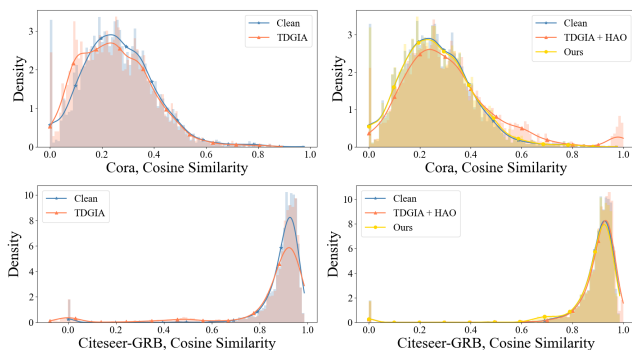 Clean
TDGIA
Density
3
2
1
0
0.0 0.2 0.4 0.6 0.8 1.0
Cora, Cosine Similarity
Clean
TDGIA + HAO
Ours
Density
3
2
1
0
0.0 0.2 0.4 0.6 0.8 1.0
Cora, Cosine Similarity
Clean
TDGIA
Density
10
8
6
4
2
0
0.0 0.2 0.4 0.6 0.8 1.0
Citeseer-GRB, Cosine Similarity
Clean
TDGIA + HAO
Ours
Density
10
8
6
4
2
0
0.0 0.2 0.4 0.6 0.8 1.0
Citeseer-GRB, Cosine Similarity